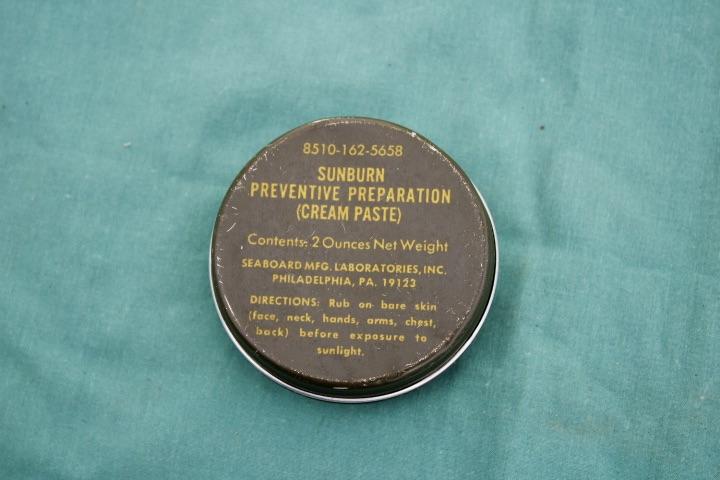 8510-162-5658
SUNBURN
PREVENTIVE PREPARATION
(CREAM PASTE)
Contents: 2 Ounces Net Weight
SEABOARD MFG. LABORATORIES, INC.
PHILADELPHIA, PA. 19123
DIRECTIONS: Rub on bare skin
(face, neck, hands, arms, chest,
back) before exposure to
sunlight.